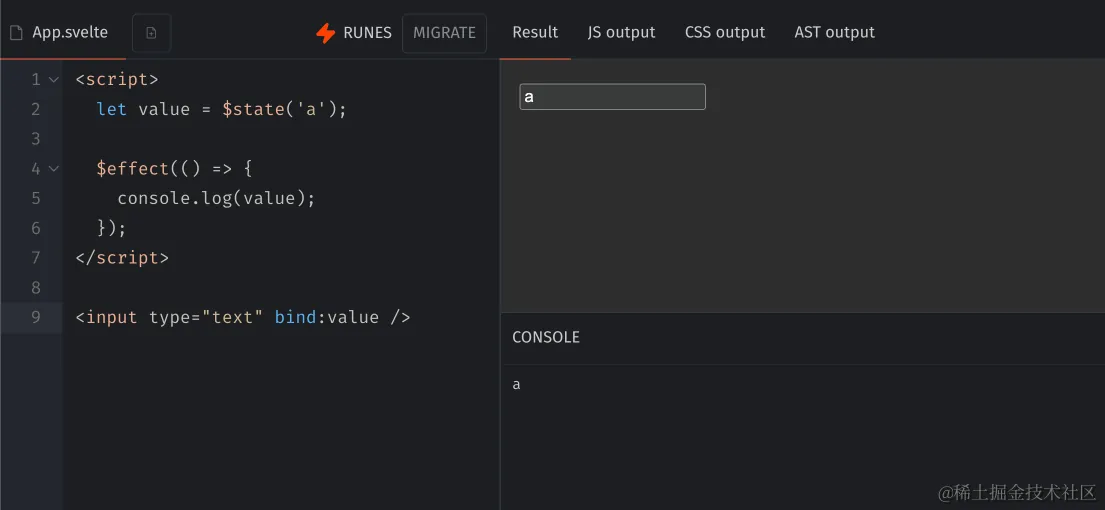 App.svelte
RUNES
MIGRATE
Result
JS output
CSS output
AST output
1 <script>
2 let value = $state('a');
3
4 $effect(() => {
5 console.log(value);
6 });
7 </script>
8
9 <input type="text" bind:value />
a
CONSOLE
a
@稀土掘金技术社区